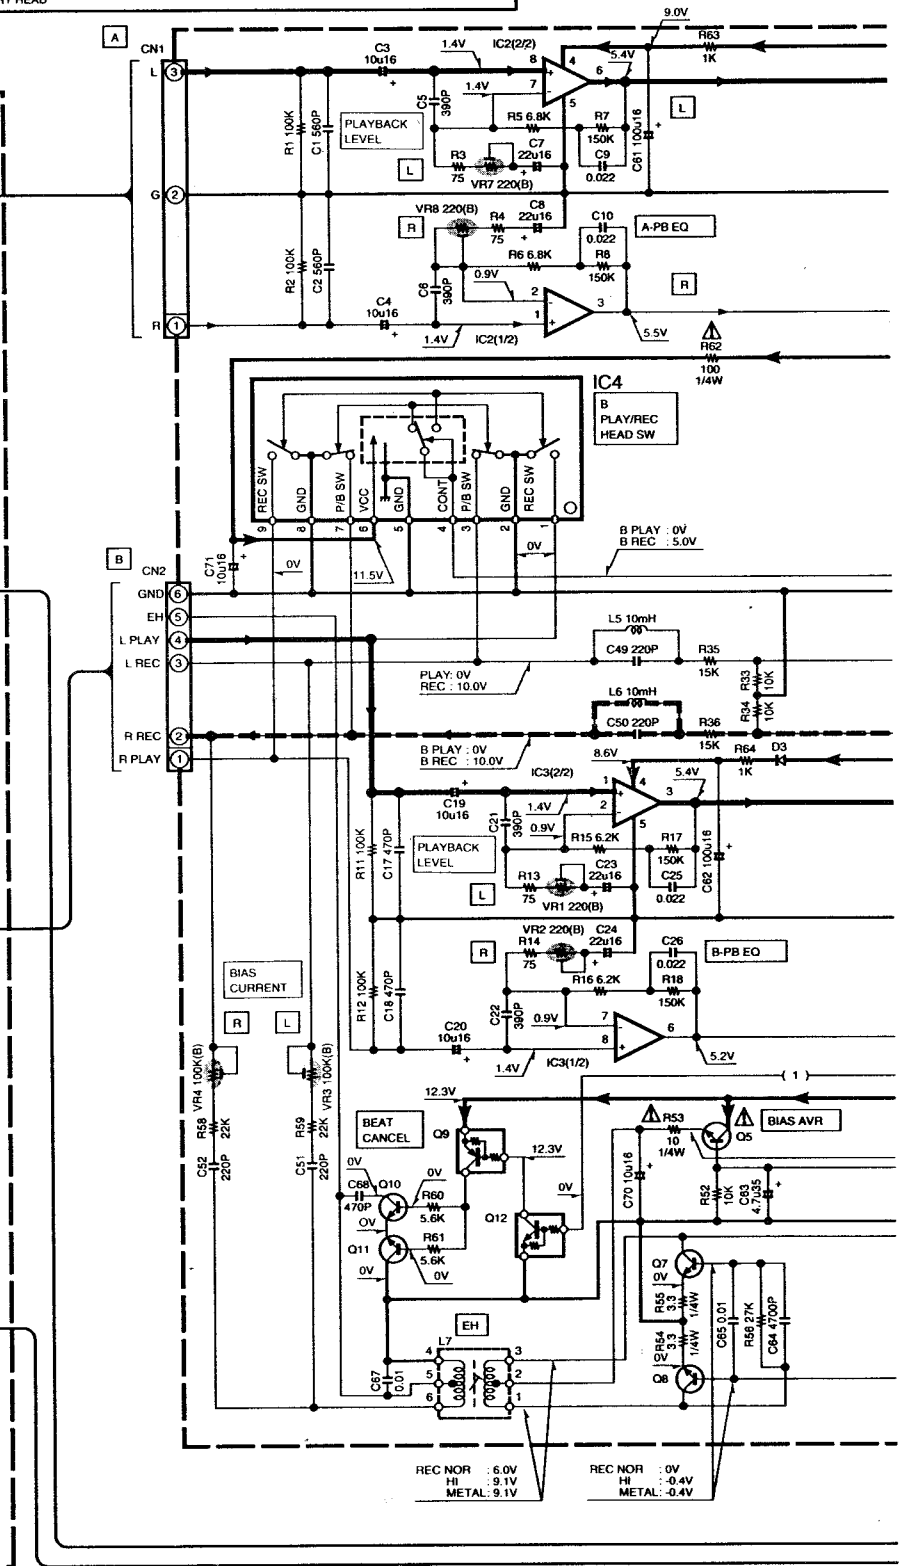 A
CN1
L 3
G 2
R 1
C3
10u16
+
1.4V
IC2(2/2)
8
7
4
6
5
9.0V
5.4V
R63
1K
1.4V
C5
390P
R1 100K
C1 560P
PLAYBACK
LEVEL
R5 6.8K
R7
150K
C61 100u16
L
L
R3
75
VR7 220(B)
C7
22u16
C9
0.022
VR8 220(B)
R
R4
75
C8
22u16
C10
0.022
A-PB EQ
R2 100K
C2 560P
R6 6.8K
R8
150K
C6
390P
0.9V
R
C4
10u16
2
1
3
1.4V
IC2(1/2)
5.5V
R62
100
1/4W
IC4
B
PLAY/REC
HEAD SW
REC SW
GND
P/B SW
VCC
GND
CONT
P/B SW
GND
REC SW
9 8 7 6 5 4 3 2 1
C71
10u16
0V
11.5V
0V
B PLAY : 0V
B REC : 5.0V
B
CN2
GND 6
EH 5
L PLAY 4
L REC 3
R REC 2
R PLAY 1
L5 10mH
C49 220P
R35
15K
R33
10K
PLAY: 0V
REC : 10.0V
L6 10mH
R34
10K
C50 220P
R36
15K
B PLAY : 0V
B REC : 10.0V
8.6V
R64
1K
D3
IC3(2/2)
5.4V
C19
10u16
1
2
4
3
5
1.4V
C21
390P
0.9V
R11 100K
C17 470P
PLAYBACK
LEVEL
R15 6.2K
R17
150K
C62 100u16
L
R13
75
C23
22u16
VR1 220(B)
C25
0.022
VR2 220(B)
R
R14
75
C24
22u16
C26
0.022
B-PB EQ
R12 100K
C18 470P
R16 6.2K
R18
150K
C22
390P
BIAS
CURRENT
R
L
C20
10u16
0.9V
7
8
6
1.4V
IC3(1/2)
5.2V
VR4 100K(B)
VR3 100K(B)
( 1 )
12.3V
BEAT
CANCEL
Q9
R53
10
1/4W
Q5
BIAS AVR
R58
22K
R59
22K
12.3V
C52
220P
C51
220P
0V
C68
470P
Q10
0V
R60
5.6K
0V
C70 10u16
R52
10K
C63
4.7u35
Q12
0V
Q11
R61
5.6K
0V
0V
Q7
0V
R55
3.3
1/4W
R54
3.3
1/4W
0V
Q8
C65 0.01
R56 27K
C64 4700P
EH
L7
4
5
6
3
2
1
C67
0.01
REC NOR : 6.0V
HI : 9.1V
METAL : 9.1V
REC NOR : 0V
HI : -0.4V
METAL : -0.4V